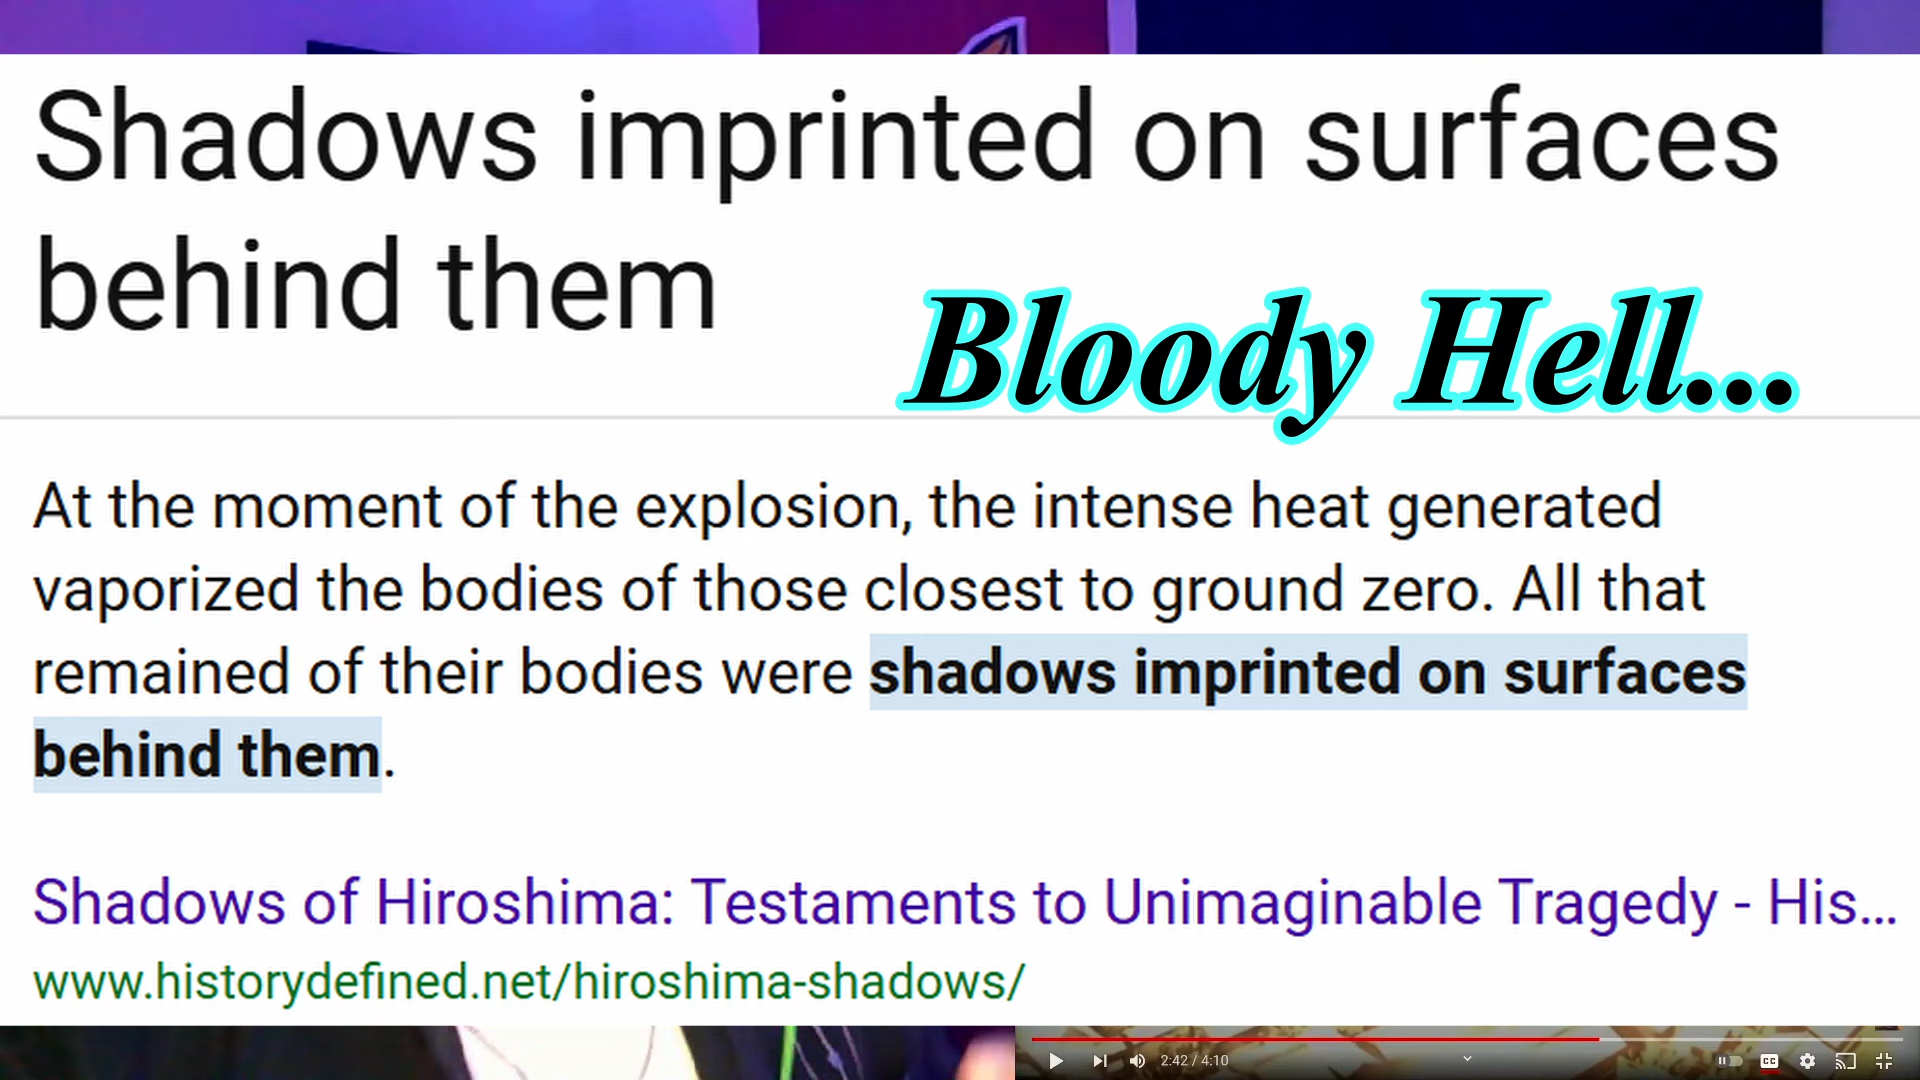 Shadows imprinted on surfaces
behind them
Bloody Hell...
At the moment of the explosion, the intense heat generated
vaporized the bodies of those closest to ground zero. All that
remained of their bodies were shadows imprinted on surfaces
behind them.
Shadows of Hiroshima: Testaments to Unimaginable Tragedy - His...
www.historydefined.net/hiroshima-shadows/
2:42 / 4:10
CC